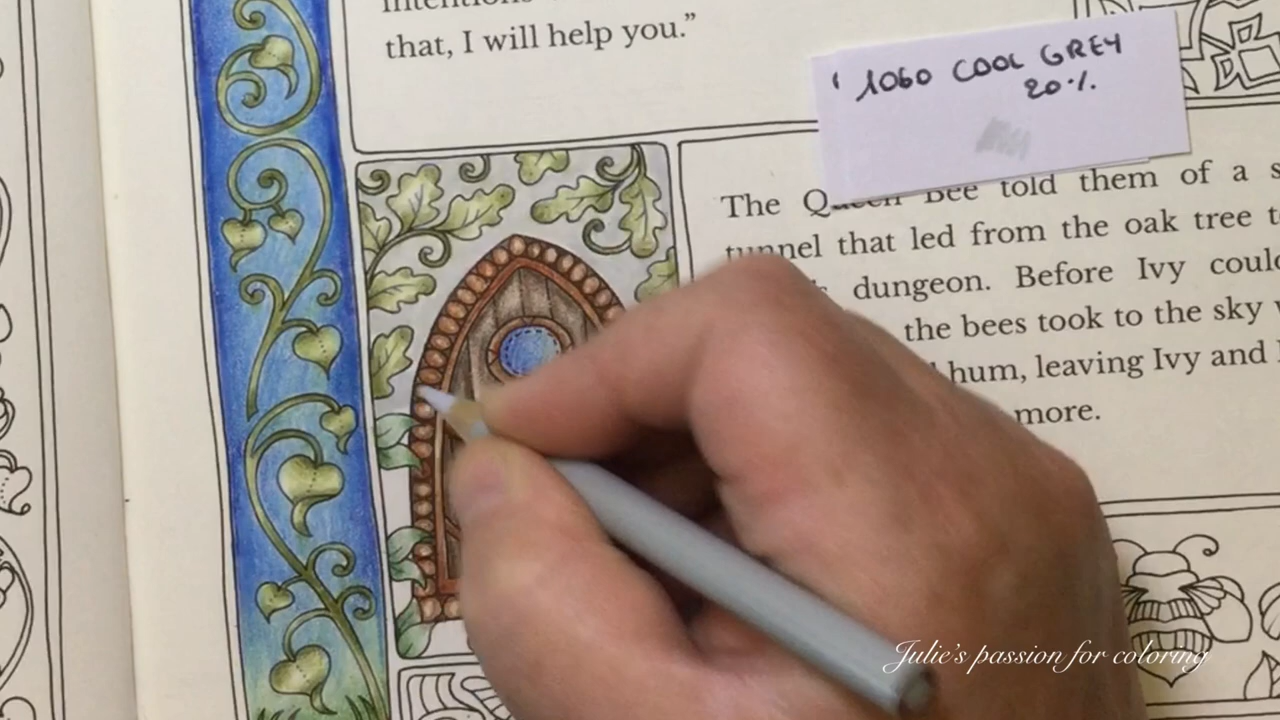 that, I will help you.”
1060 COOL GREY
20%.
The Queen Bee told them of a s
tunnel that led from the oak tree t
dungeon. Before Ivy coul
the bees took to the sky
hum, leaving Ivy and
more.
Julie's passion for coloring